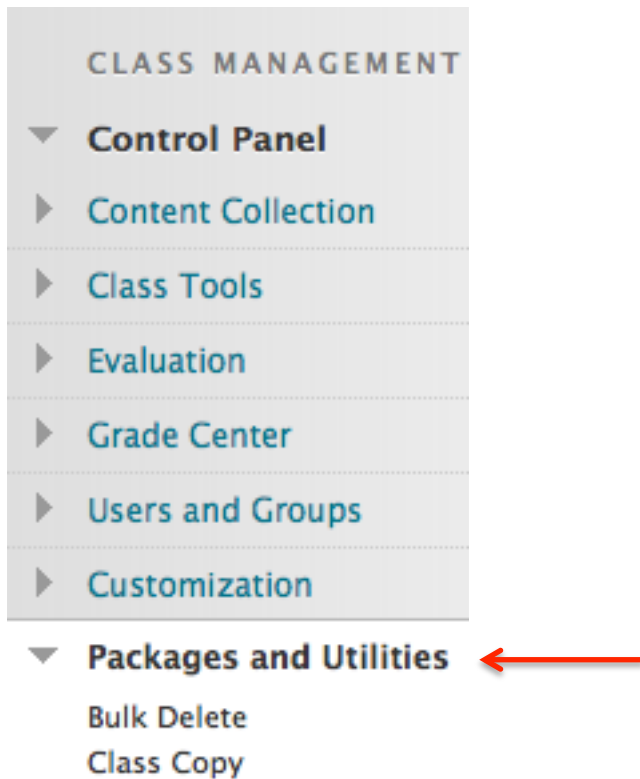 CLASS MANAGEMENT
Control Panel
Content Collection
Class Tools
Evaluation
Grade Center
Users and Groups
Customization
Packages and Utilities
Bulk Delete
Class Copy